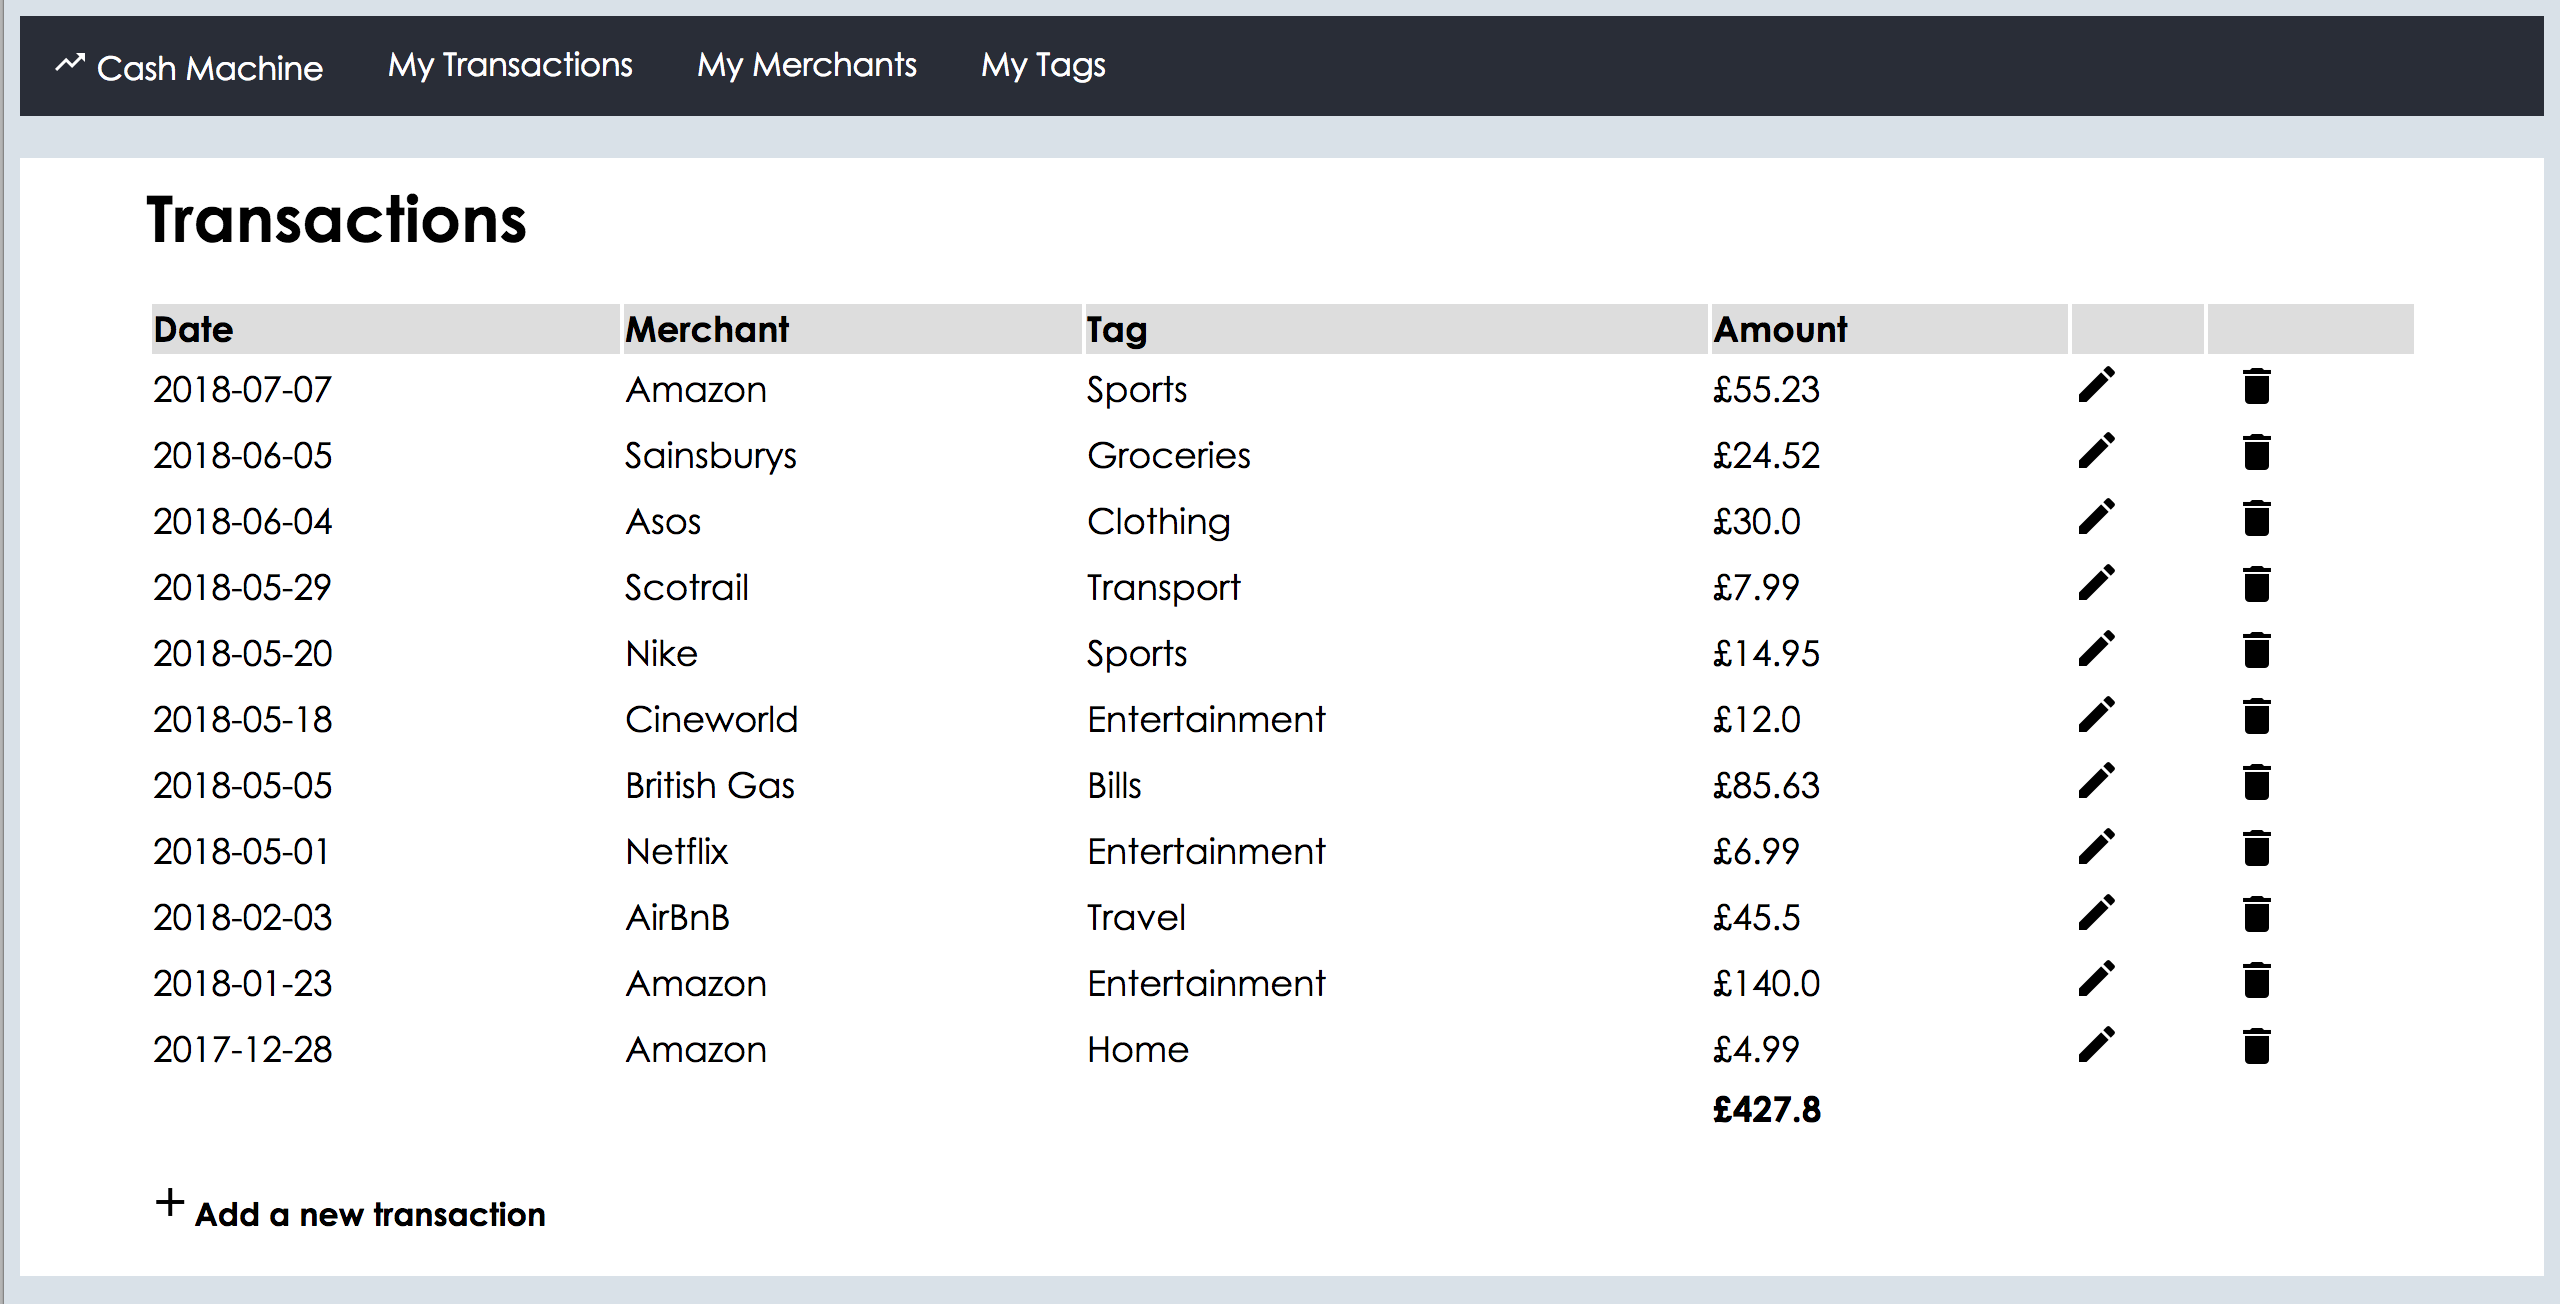 Cash Machine My Transactions My Merchants My Tags
Transactions
Date Merchant Tag Amount
2018-07-07 Amazon Sports £55.23
2018-06-05 Sainsburys Groceries £24.52
2018-06-04 Asos Clothing £30.0
2018-05-29 Scotrail Transport £7.99
2018-05-20 Nike Sports £14.95
2018-05-18 Cineworld Entertainment £12.0
2018-05-05 British Gas Bills £85.63
2018-05-01 Netflix Entertainment £6.99
2018-02-03 AirBnB Travel £45.5
2018-01-23 Amazon Entertainment £140.0
2017-12-28 Amazon Home £4.99
£427.8
+ Add a new transaction